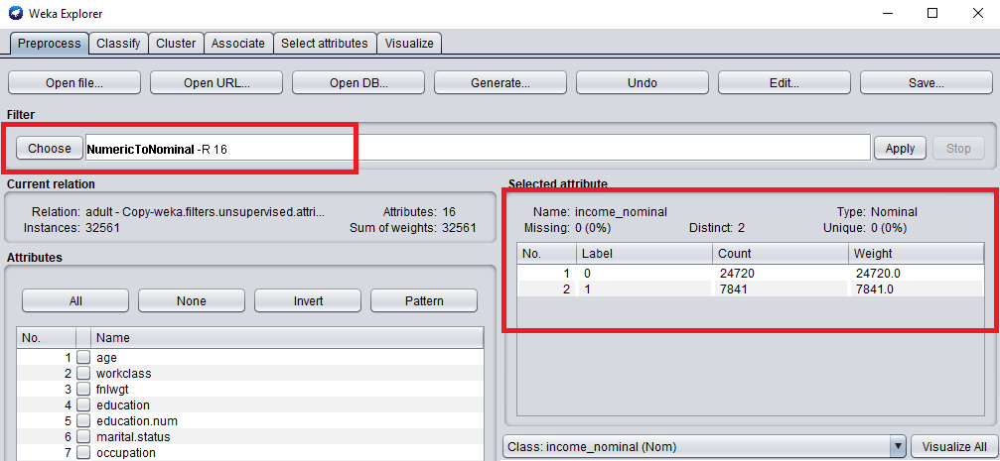 Weka Explorer
Preprocess Classify Cluster Associate Select attributes Visualize
Open file... Open URL... Open DB... Generate... Undo Edit... Save...
Filter
Choose NumericToNominal -R 16 Apply Stop
Current relation
Relation: adult - Copy-weka.filters.unsupervised.attri... Attributes: 16
Instances: 32561 Sum of weights: 32561
Selected attribute
Name: income_nominal Type: Nominal
Missing: 0 (0%) Distinct: 2 Unique: 0 (0%)
No. Label Count Weight
1 0 24720 24720.0
2 1 7841 7841.0
Attributes
All None Invert Pattern
No. Name
1 age
2 workclass
3 fnlwgt
4 education
5 education.num
6 marital.status
7 occupation
Class: income_nominal (Nom) Visualize All